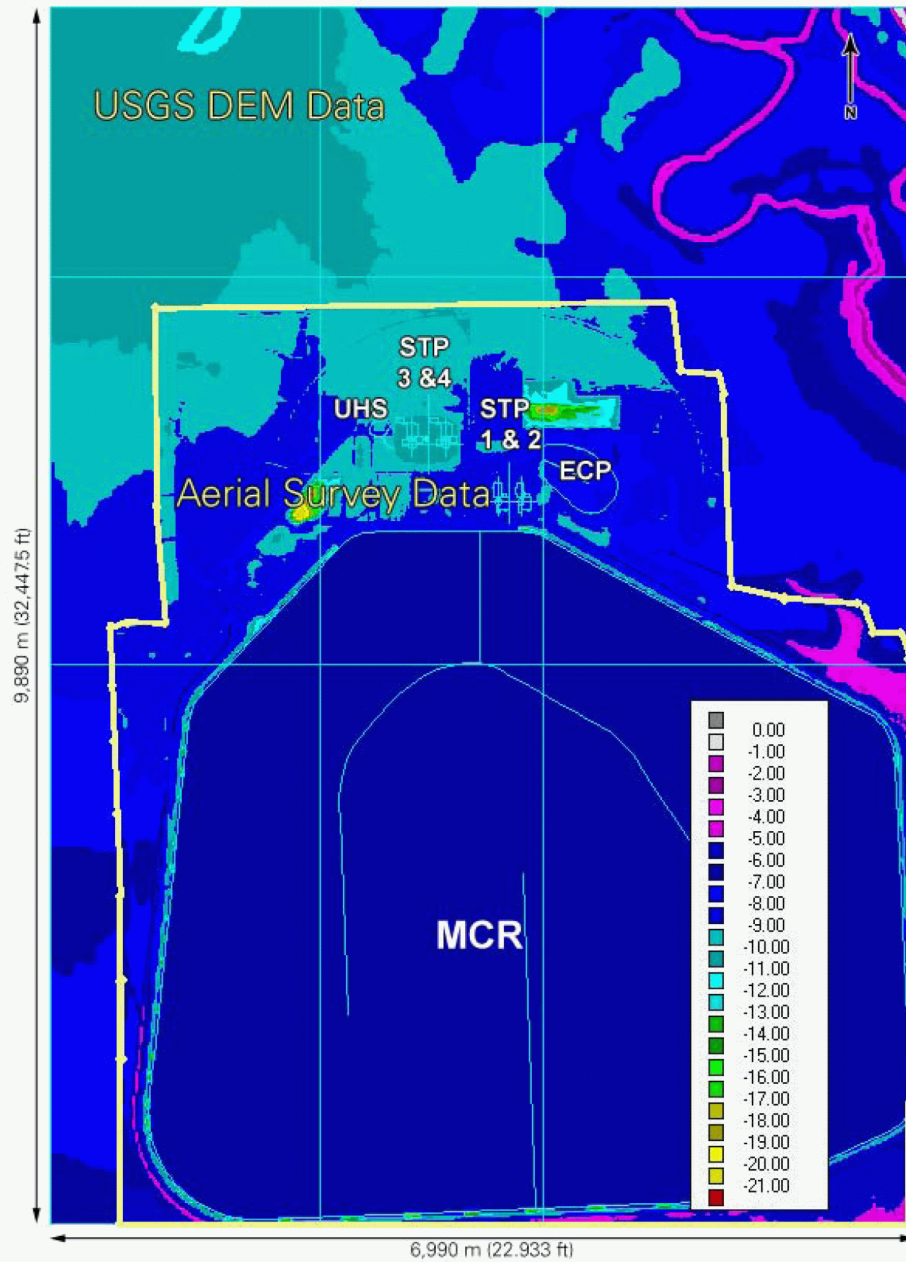 USGS DEM Data
N
STP
3 &4
UHS
STP
1 & 2
ECP
Aerial Survey Data
9,890 m (32,447.5 ft)
MCR
0.00
-1.00
-2.00
-3.00
-4.00
-5.00
-6.00
-7.00
-8.00
-9.00
-10.00
-11.00
-12.00
-13.00
-14.00
-15.00
-16.00
-17.00
-18.00
-19.00
-20.00
-21.00
6,990 m (22.933 ft)